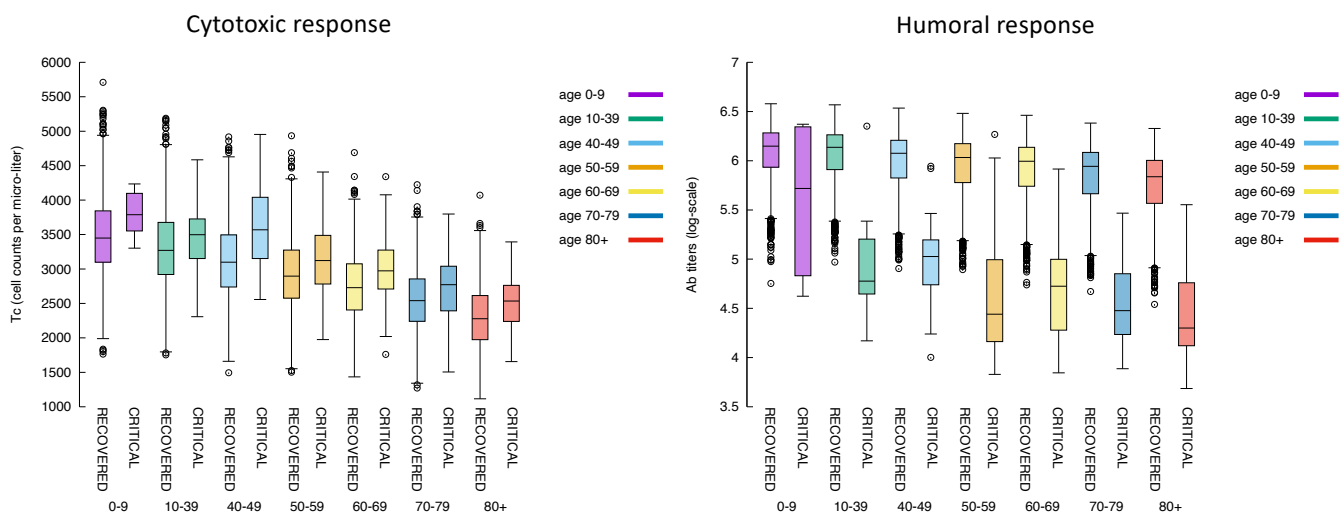 Cytotoxic response
Tc (cell counts per micro-liter)
6000
5500
5000
4500
4000
3500
3000
2500
2000
1500
1000
age 0-9
age 10-39
age 40-49
age 50-59
age 60-69
age 70-79
age 80+
RECOVERED
CRITICAL
RECOVERED
CRITICAL
RECOVERED
CRITICAL
RECOVERED
CRITICAL
RECOVERED
CRITICAL
RECOVERED
CRITICAL
RECOVERED
CRITICAL
0-9 10-39 40-49 50-59 60-69 70-79 80+
Humoral response
Ab titers (log-scale)
7
6.5
6
5.5
5
4.5
4
3.5
age 0-9
age 10-39
age 40-49
age 50-59
age 60-69
age 70-79
age 80+
RECOVERED
CRITICAL
RECOVERED
CRITICAL
RECOVERED
CRITICAL
RECOVERED
CRITICAL
RECOVERED
CRITICAL
RECOVERED
CRITICAL
RECOVERED
CRITICAL
0-9 10-39 40-49 50-59 60-69 70-79 80+